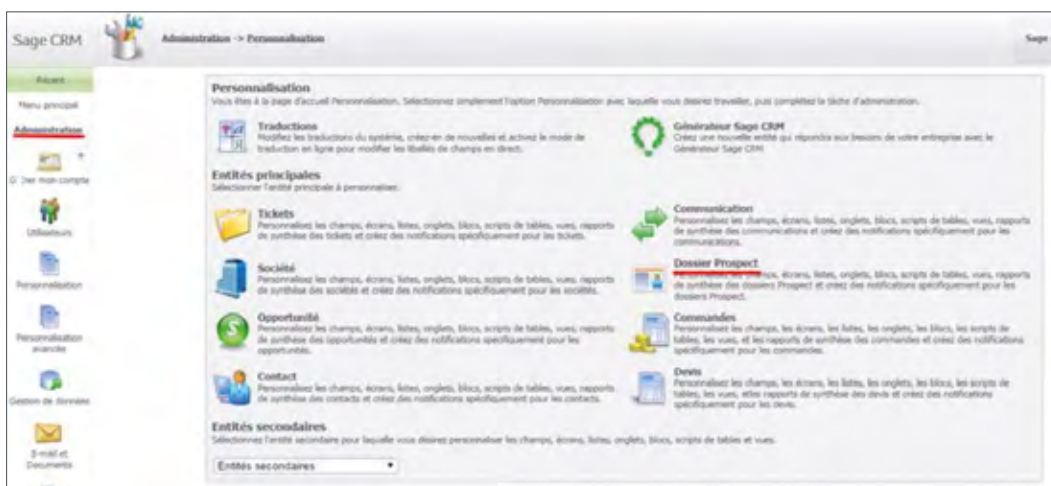 Sage CRM
Administration -> Personnalisation
Sage
Récent
Menu principal
Administration
Gérer mon compte
Utilisateurs
Personnalisation
Personnalisation
avancée
Gestion de données
E-mail et
Documents
Personnalisation
Vous êtes à la page d'accueil Personnalisation. Sélectionnez simplement l'option Personnalisation avec laquelle vous désirez travailler, puis complétez la tâche d'administration.
Traductions
Modifiez les traductions du système, créez-en de nouvelles et activez le mode de
traduction en ligne pour modifier les libellés de champs en direct.
Générateur Sage CRM
Créez une nouvelle entité qui répondra aux besoins de votre entreprise avec le
Générateur Sage CRM
Entités principales
Sélectionner l'entité principale à personnaliser.
Tickets
Personnalisez les champs, écrans, listes, onglets, blocs, scripts de tables, vues, rapports
de synthèse des tickets et créez des notifications spécifiquement pour les tickets.
Communication
Personnalisez les champs, écrans, listes, onglets, blocs, scripts de tables, vues, rapports
de synthèse des communications et créez des notifications spécifiquement pour les
communications.
Société
Personnalisez les champs, écrans, listes, onglets, blocs, scripts de tables, vues, rapports
de synthèse des sociétés et créez des notifications spécifiquement pour les sociétés.
Dossier Prospect
Personnalisez les champs, écrans, listes, onglets, blocs, scripts de tables, vues, rapports
de synthèse des dossiers Prospect et créez des notifications spécifiquement pour les
dossiers Prospect.
Opportunité
Personnalisez les champs, écrans, listes, onglets, blocs, scripts de tables, vues, rapports
de synthèse des opportunités et créez des notifications spécifiquement pour les
opportunités.
Commandes
Personnalisez les champs, les écrans, les listes, les onglets, les blocs, les scripts de
tables, les vues, et les rapports de synthèse des commandes et créez des notifications
spécifiquement pour les commandes.
Contact
Personnalisez les champs, écrans, listes, onglets, blocs, scripts de tables, vues, rapports
de synthèse des contacts et créez des notifications spécifiquement pour les contacts.
Devis
Personnalisez les champs, les écrans, les listes, les onglets, les blocs, les scripts de
tables, les vues, etles rapports de synthèse des devis et créez des notifications
spécifiquement pour les devis.
Entités secondaires
Sélectionnez l'entité secondaire pour laquelle vous désirez personnaliser les champs, écrans, listes, onglets, blocs, scripts de tables et vues.
Entités secondaires